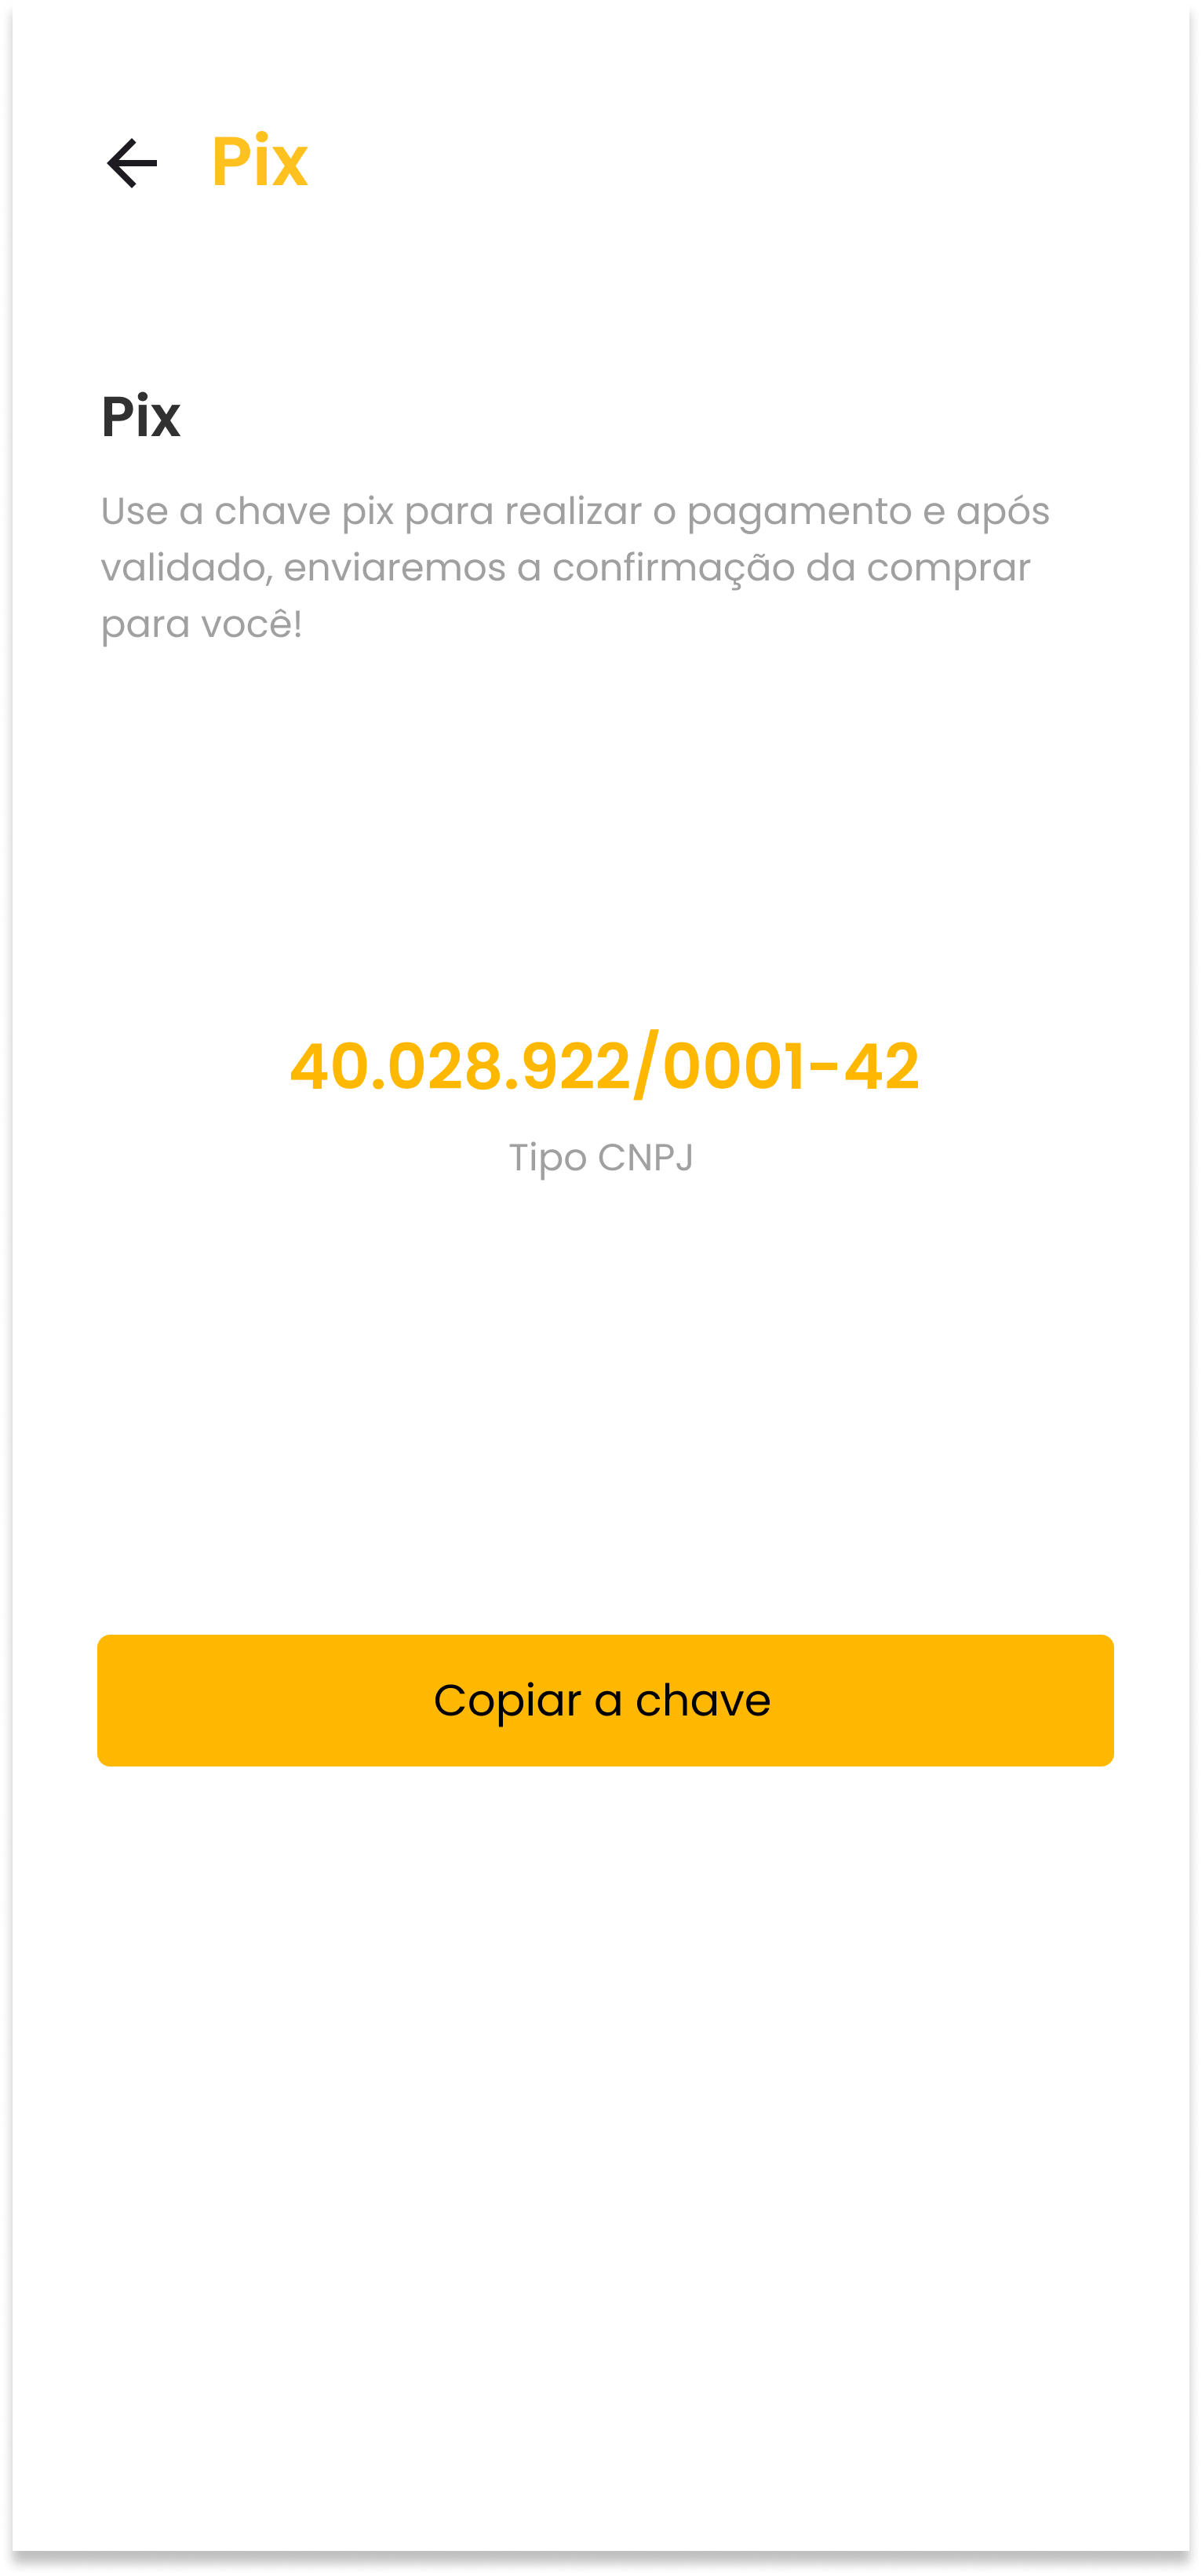 Pix
Pix
Use a chave pix para realizar o pagamento e após
validado, enviaremos a confirmação da comprar
para você!
40.028.922/0001-42
Tipo CNPJ
Copiar a chave